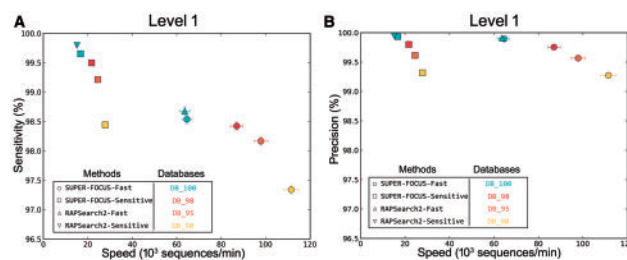 A
Level 1
100.0
99.5
99.0
98.5
98.0
97.5
97.0
96.5
Sensitivity (%)
Methods Databases
SUPER-FOCUS-Fast DB_100
SUPER-FOCUS-Sensitive DB_98
RAPSearch2-Fast DB_95
RAPSearch2-Sensitive DB_90
0 20 40 60 80 100 120
Speed (10³ sequences/min)
B
Level 1
100.0
99.5
99.0
98.5
98.0
97.5
97.0
96.5
Precision (%)
Methods Databases
SUPER-FOCUS-Fast DB_100
SUPER-FOCUS-Sensitive DB_98
RAPSearch2-Fast DB_95
RAPSearch2-Sensitive DB_90
0 20 40 60 80 100 120
Speed (10³ sequences/min)